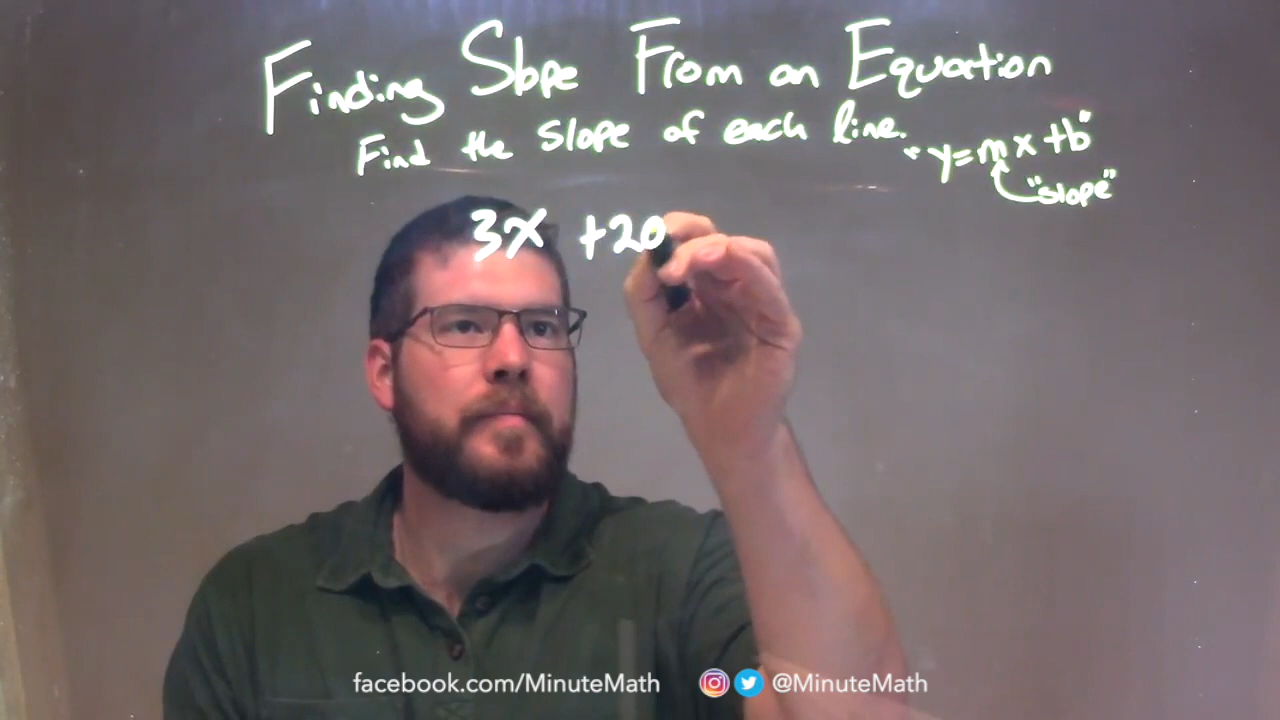 Finding Slope From an Equation
Find the slope of each line.
"y=mx+b"
"slope"
3x +20
facebook.com/MinuteMath @MinuteMath